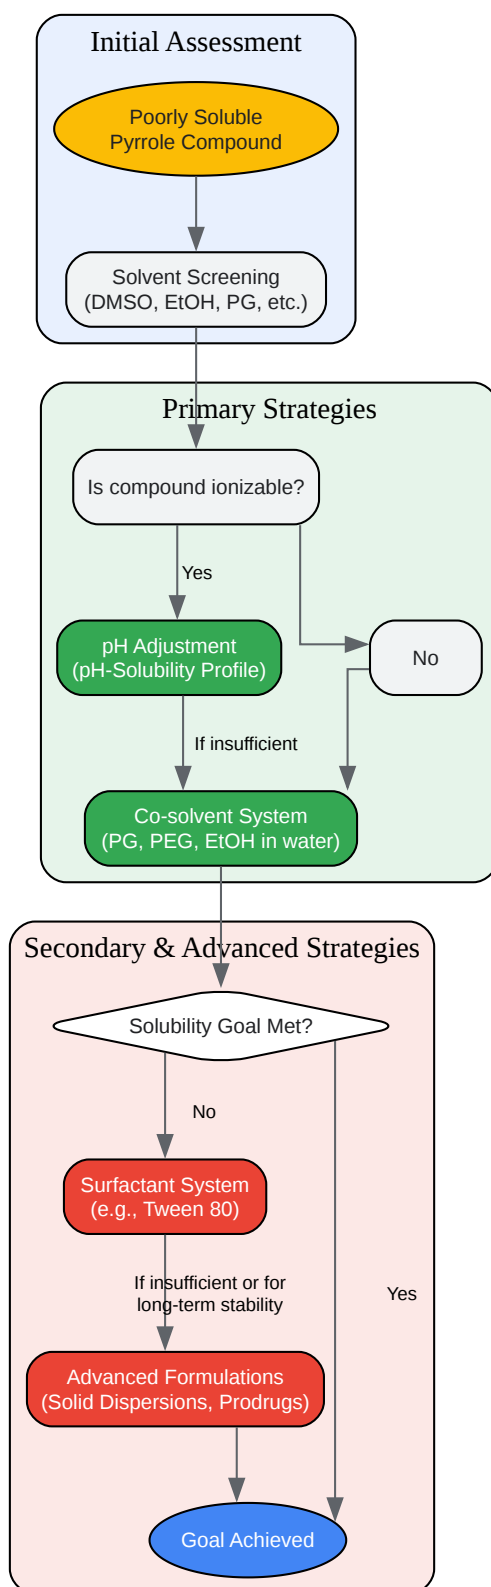 Initial Assessment
Poorly Soluble
Pyrrole Compound
Solvent Screening
(DMSO, EtOH, PG, etc.)
Primary Strategies
Is compound ionizable?
Yes
pH Adjustment
(pH-Solubility Profile)
No
If insufficient
Co-solvent System
(PG, PEG, EtOH in water)
Secondary & Advanced Strategies
Solubility Goal Met?
No
Surfactant System
(e.g., Tween 80)
If insufficient or for
long-term stability
Yes
Advanced Formulations
(Solid Dispersions, Prodrugs)
Goal Achieved